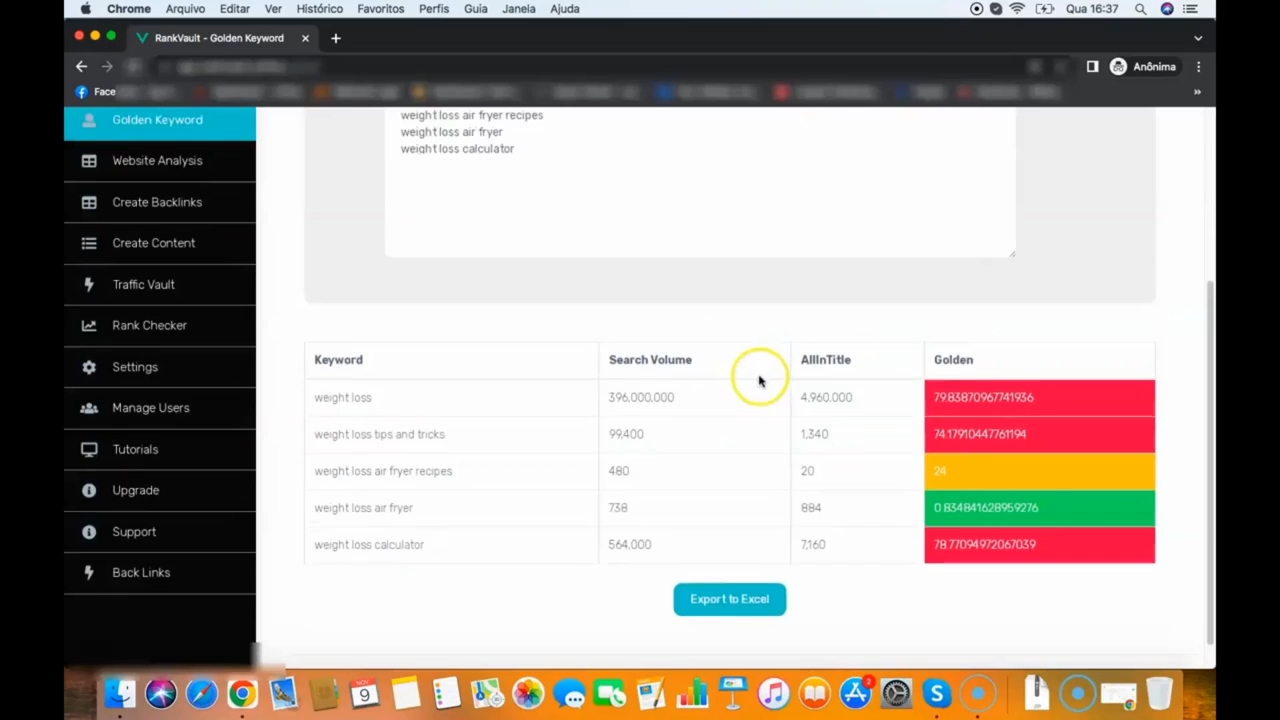 Chrome Arquivo Editar Ver Histórico Favoritos Perfis Guia Janela Ajuda Qua 16:37
RankVault - Golden Keyword
Anônima
Face
Golden Keyword
Website Analysis
Create Backlinks
Create Content
Traffic Vault
Rank Checker
Settings
Manage Users
Tutorials
Upgrade
Support
Back Links
weight loss air fryer recipes
weight loss air fryer
weight loss calculator
Keyword Search Volume AllInTitle Golden
weight loss 396,000,000 4,960,000 79.83870967741936
weight loss tips and tricks 99,400 1,340 74.17910447761194
weight loss air fryer recipes 480 20 24
weight loss air fryer 738 884 0.834841628959276
weight loss calculator 564,000 7,160 78.77094972067039
Export to Excel
NOV
9
2